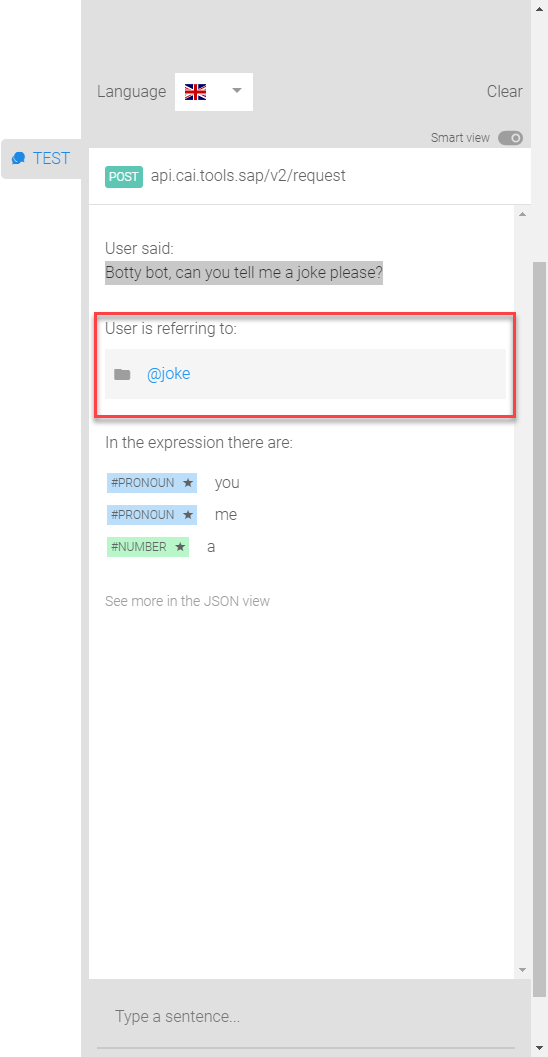 Language
Clear
Smart view
TEST
POST api.cai.tools.sap/v2/request
User said:
Botty bot, can you tell me a joke please?
User is referring to:
@joke
In the expression there are:
#PRONOUN ★ you
#PRONOUN ★ me
#NUMBER ★ a
See more in the JSON view
Type a sentence...